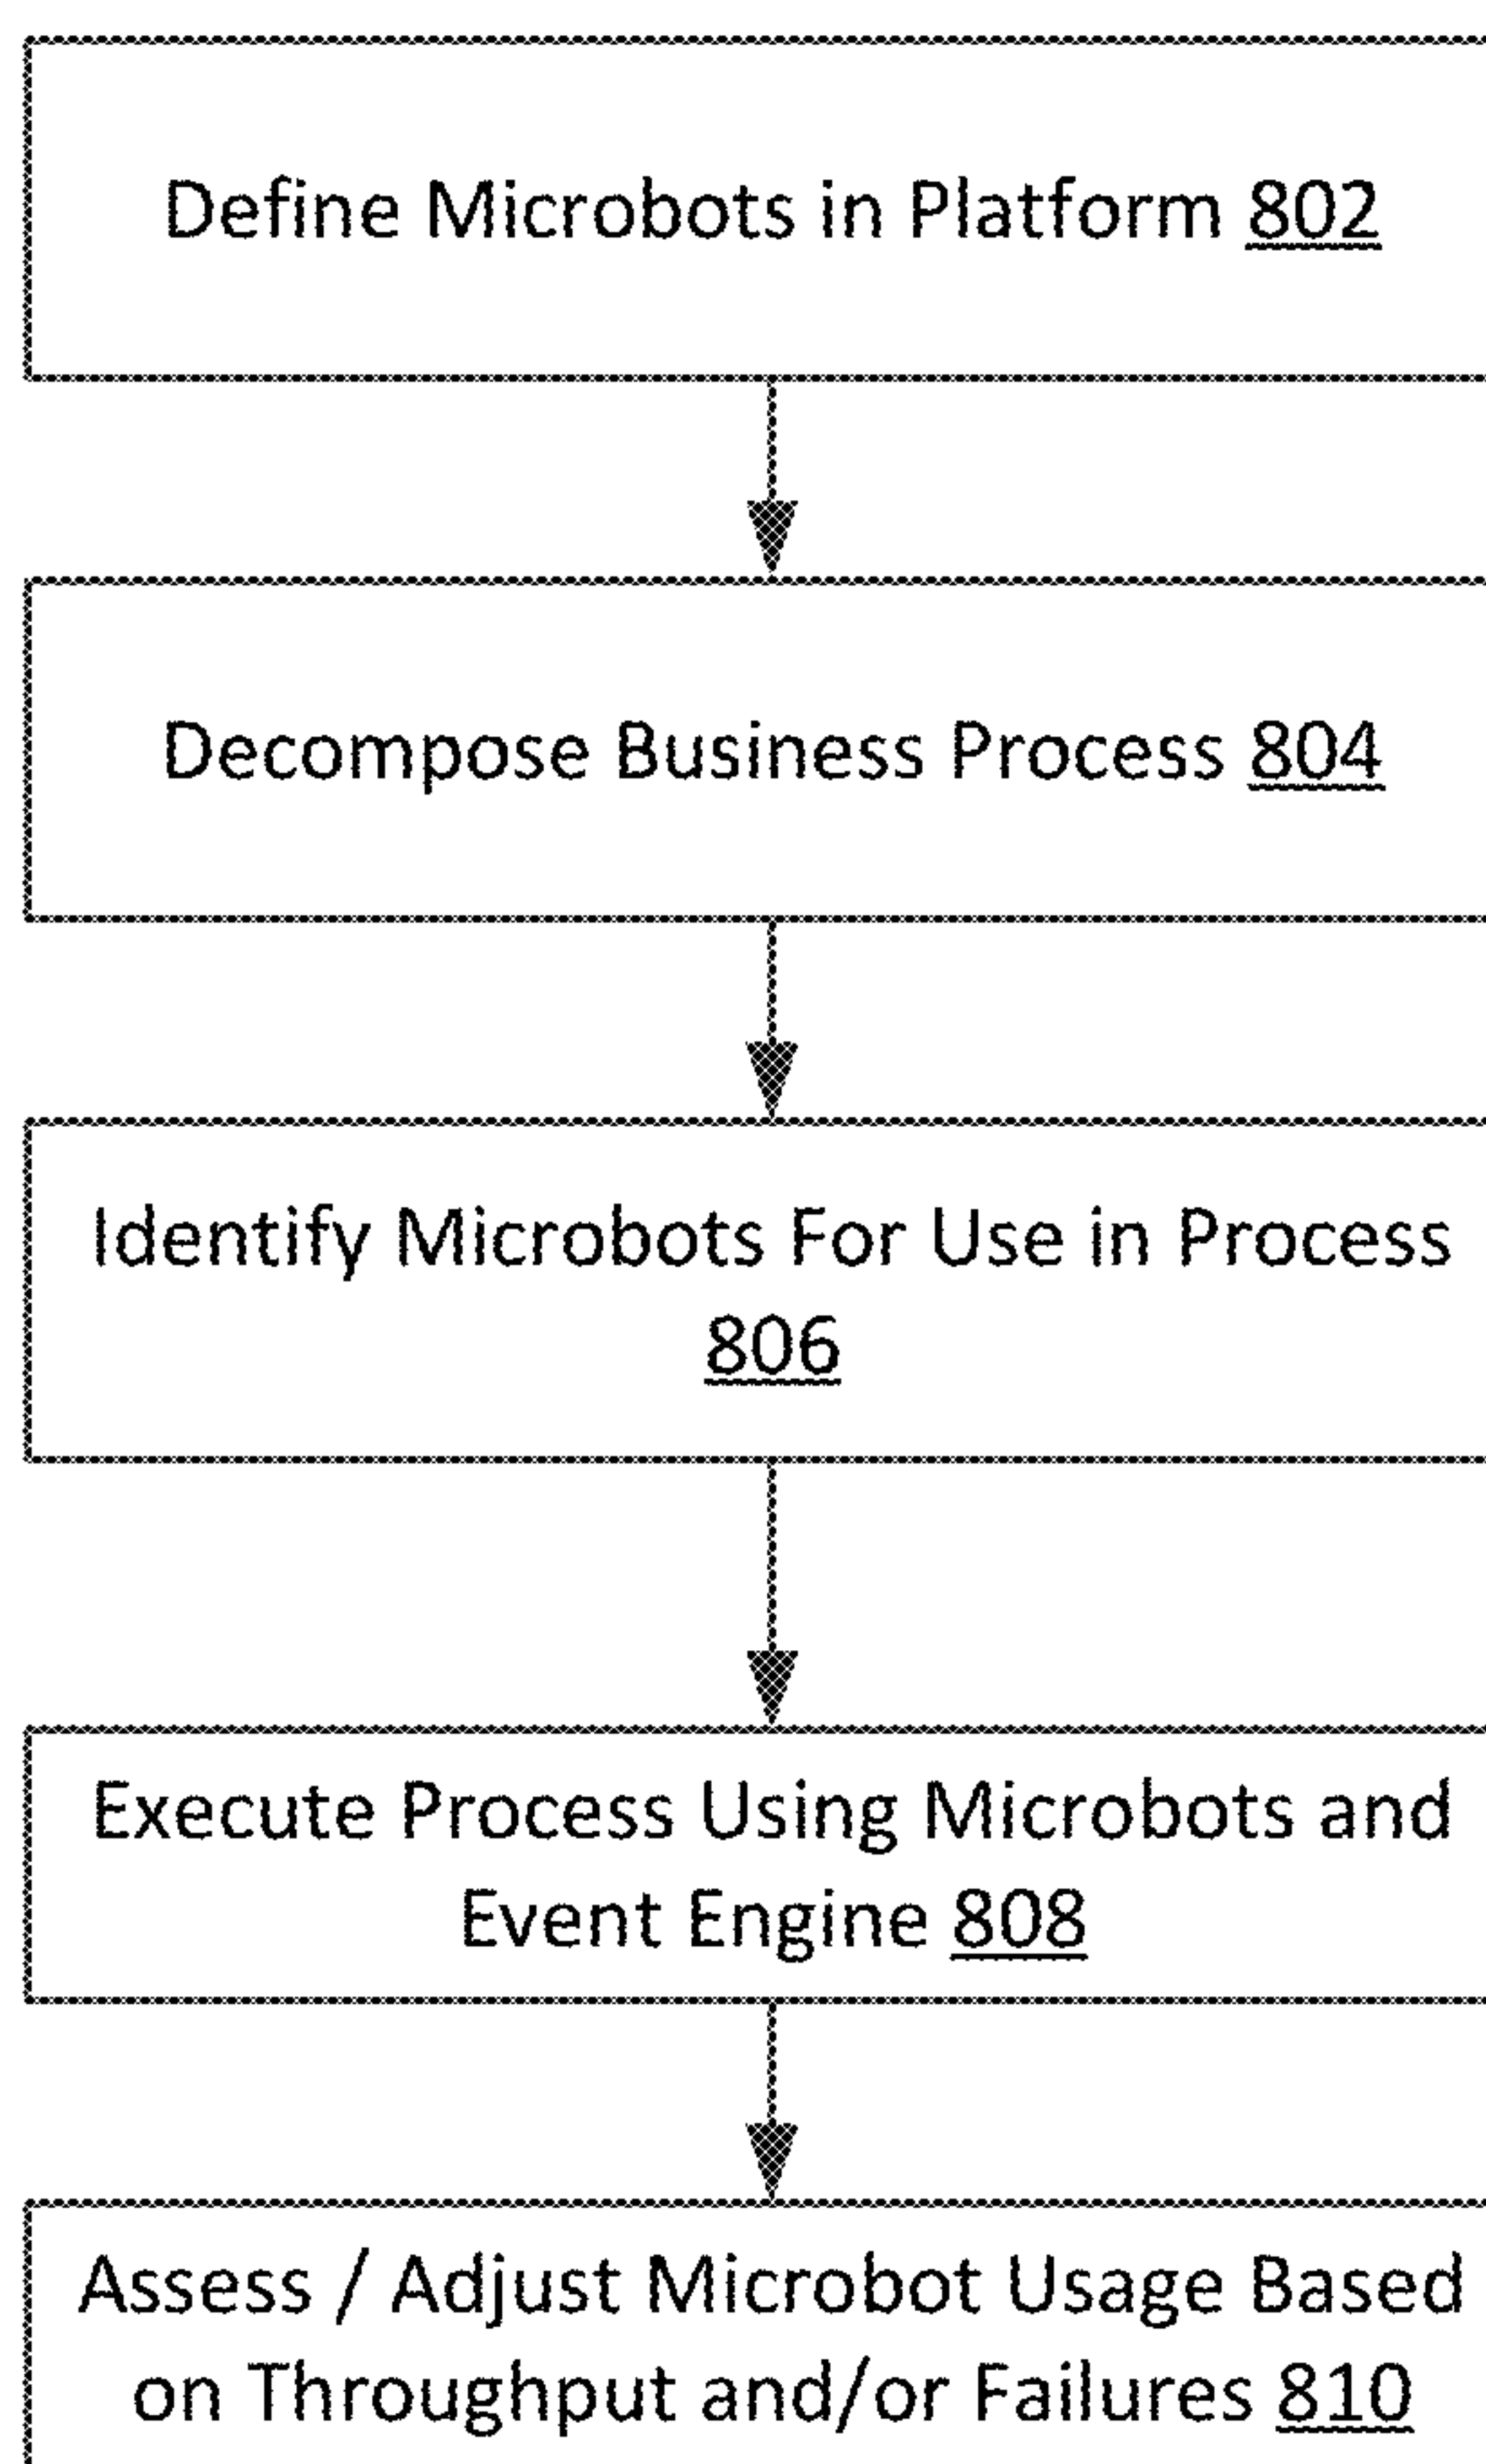 Define Microbots in Platform 802
Decompose Business Process 804
Identify Microbots For Use in Process
806
Execute Process Using Microbots and
Event Engine 808
Assess / Adjust Microbot Usage Based
on Throughput and/or Failures 810